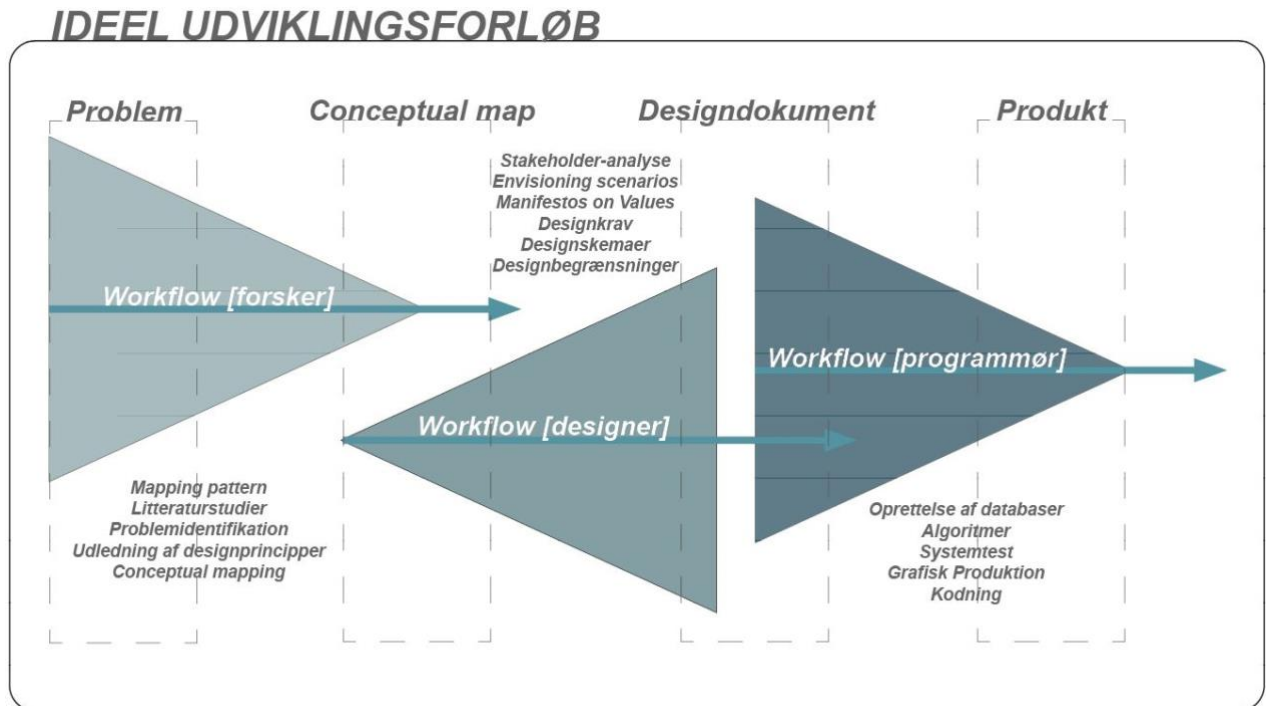 IDEEL UDVIKLINGSFORLØB
Problem
Conceptual map
Designdokument
Produkt
Stakeholder-analyse
Envisioning scenarios
Manifestos on Values
Designkrav
Designskemaer
Designbegrænsninger
Workflow [forsker]
Workflow [programmør]
Workflow [designer]
Mapping pattern
Litteraturstudier
Problemidentifikation
Udledning af designprincipper
Conceptual mapping
Oprettelse af databaser
Algoritmer
Systemtest
Grafisk Produktion
Kodning